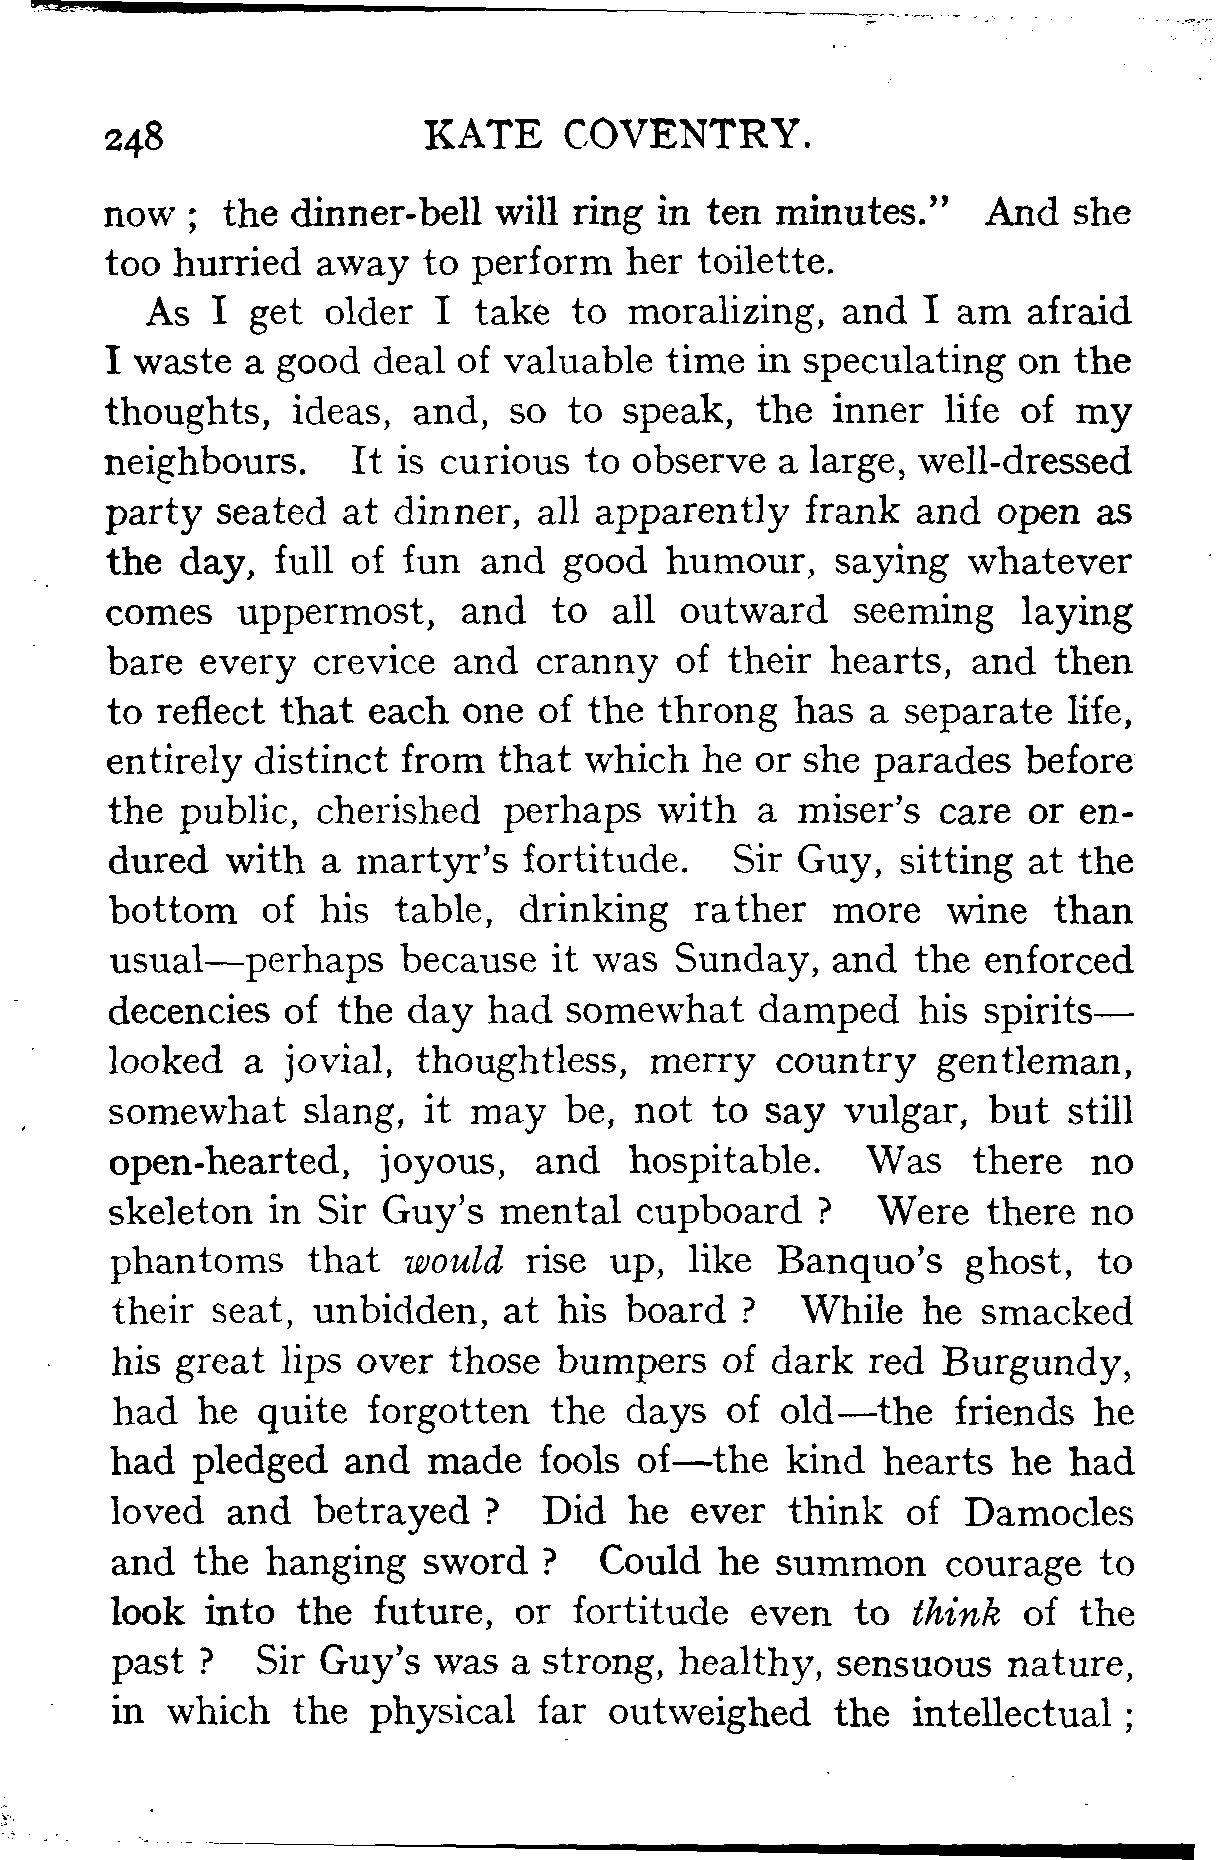 248 KATE COVENTRY.
now ; the dinner-bell will ring in ten minutes." And she
too hurried away to perform her toilette.
As I get older I take to moralizing, and I am afraid
I waste a good deal of valuable time in speculating on the
thoughts, ideas, and, so to speak, the inner life of my
neighbours. It is curious to observe a large, well-dressed
party seated at dinner, all apparently frank and open as
the day, full of fun and good humour, saying whatever
comes uppermost, and to all outward seeming laying
bare every crevice and cranny of their hearts, and then
to reflect that each one of the throng has a separate life,
entirely distinct from that which he or she parades before
the public, cherished perhaps with a miser's care or en-
dured with a martyr's fortitude. Sir Guy, sitting at the
bottom of his table, drinking rather more wine than
usual—perhaps because it was Sunday, and the enforced
decencies of the day had somewhat damped his spirits—
looked a jovial, thoughtless, merry country gentleman,
somewhat slang, it may be, not to say vulgar, but still
open-hearted, joyous, and hospitable. Was there no
skeleton in Sir Guy's mental cupboard ? Were there no
phantoms that would rise up, like Banquo's ghost, to
their seat, unbidden, at his board ? While he smacked
his great lips over those bumpers of dark red Burgundy,
had he quite forgotten the days of old—the friends he
had pledged and made fools of—the kind hearts he had
loved and betrayed ? Did he ever think of Damocles
and the hanging sword ? Could he summon courage to
look into the future, or fortitude even to think of the
past ? Sir Guy's was a strong, healthy, sensuous nature,
in which the physical far outweighed the intellectual ;